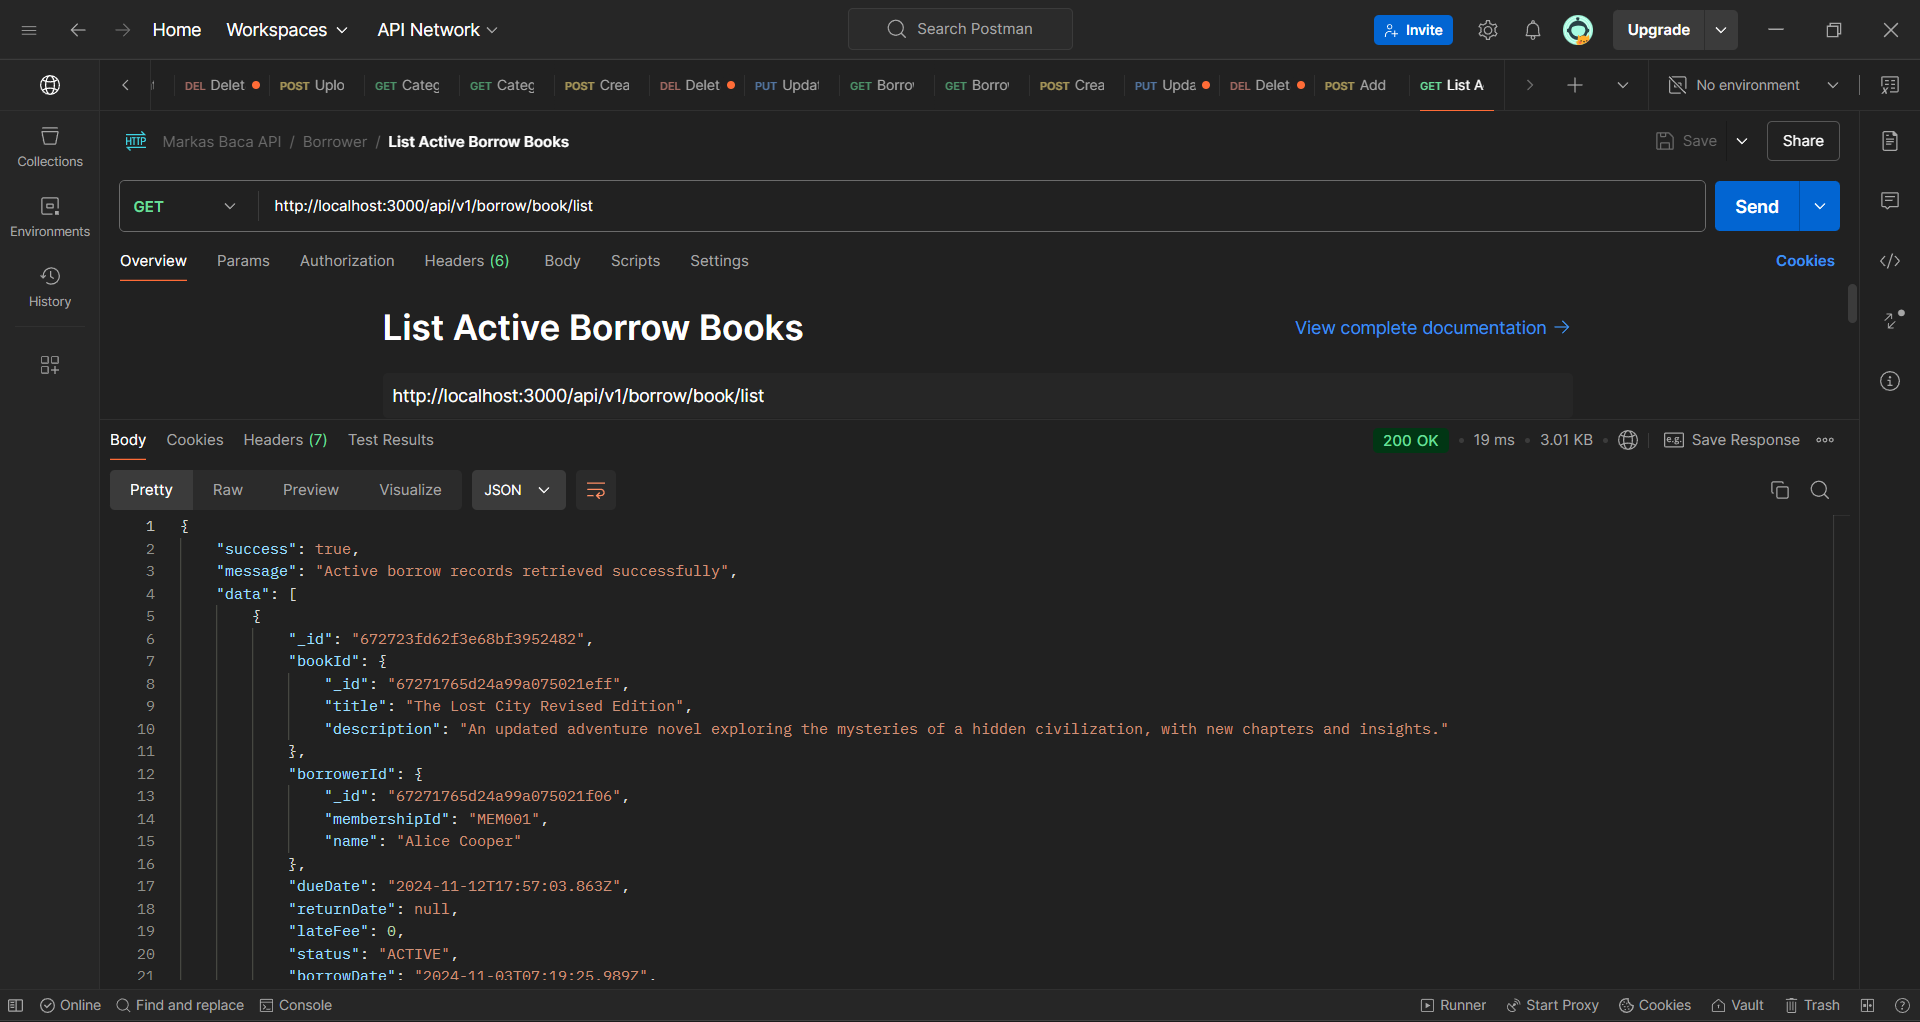 Home Workspaces API Network Search Postman Invite Upgrade
DEL Delet POST Uplo GET Categ GET Categ POST Crea DEL Delet PUT Updat GET Borro GET Borro POST Crea PUT Upda DEL Delet POST Add GET List A No environment
Collections
Environments
History
HTTP Markas Baca API / Borrower / List Active Borrow Books Save Share
GET http://localhost:3000/api/v1/borrow/book/list Send
Overview Params Authorization Headers (6) Body Scripts Settings Cookies
List Active Borrow Books View complete documentation →
http://localhost:3000/api/v1/borrow/book/list
Body Cookies Headers (7) Test Results 200 OK • 19 ms • 3.01 KB • e.g. Save Response
Pretty Raw Preview Visualize JSON
1 {
2 "success": true,
3 "message": "Active borrow records retrieved successfully",
4 "data": [
5 {
6 "_id": "672723fd62f3e68bf3952482",
7 "bookId": {
8 "_id": "67271765d24a99a075021eff",
9 "title": "The Lost City Revised Edition",
10 "description": "An updated adventure novel exploring the mysteries of a hidden civilization, with new chapters and insights."
11 },
12 "borrowerId": {
13 "_id": "67271765d24a99a075021f06",
14 "membershipId": "MEM001",
15 "name": "Alice Cooper"
16 },
17 "dueDate": "2024-11-12T17:57:03.863Z",
18 "returnDate": null,
19 "lateFee": 0,
20 "status": "ACTIVE",
21 "borrowDate": "2024-11-03T07:19:25.989Z",
Online Find and replace Console Runner Start Proxy Cookies Vault Trash